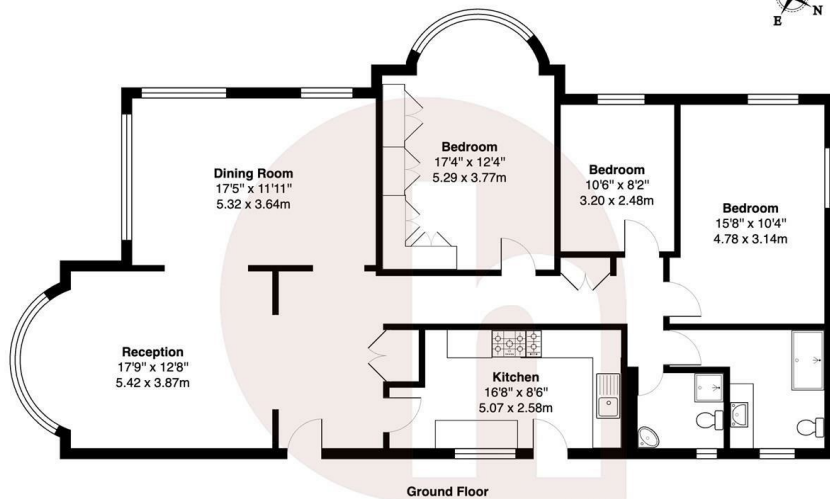 E
N
Dining Room
17'5" x 11'11"
5.32 x 3.64m
Bedroom
17'4" x 12'4"
5.29 x 3.77m
Bedroom
10'6" x 8'2"
3.20 x 2.48m
Bedroom
15'8" x 10'4"
4.78 x 3.14m
Reception
17'9" x 12'8"
5.42 x 3.87m
Kitchen
16'8" x 8'6"
5.07 x 2.58m
Ground Floor